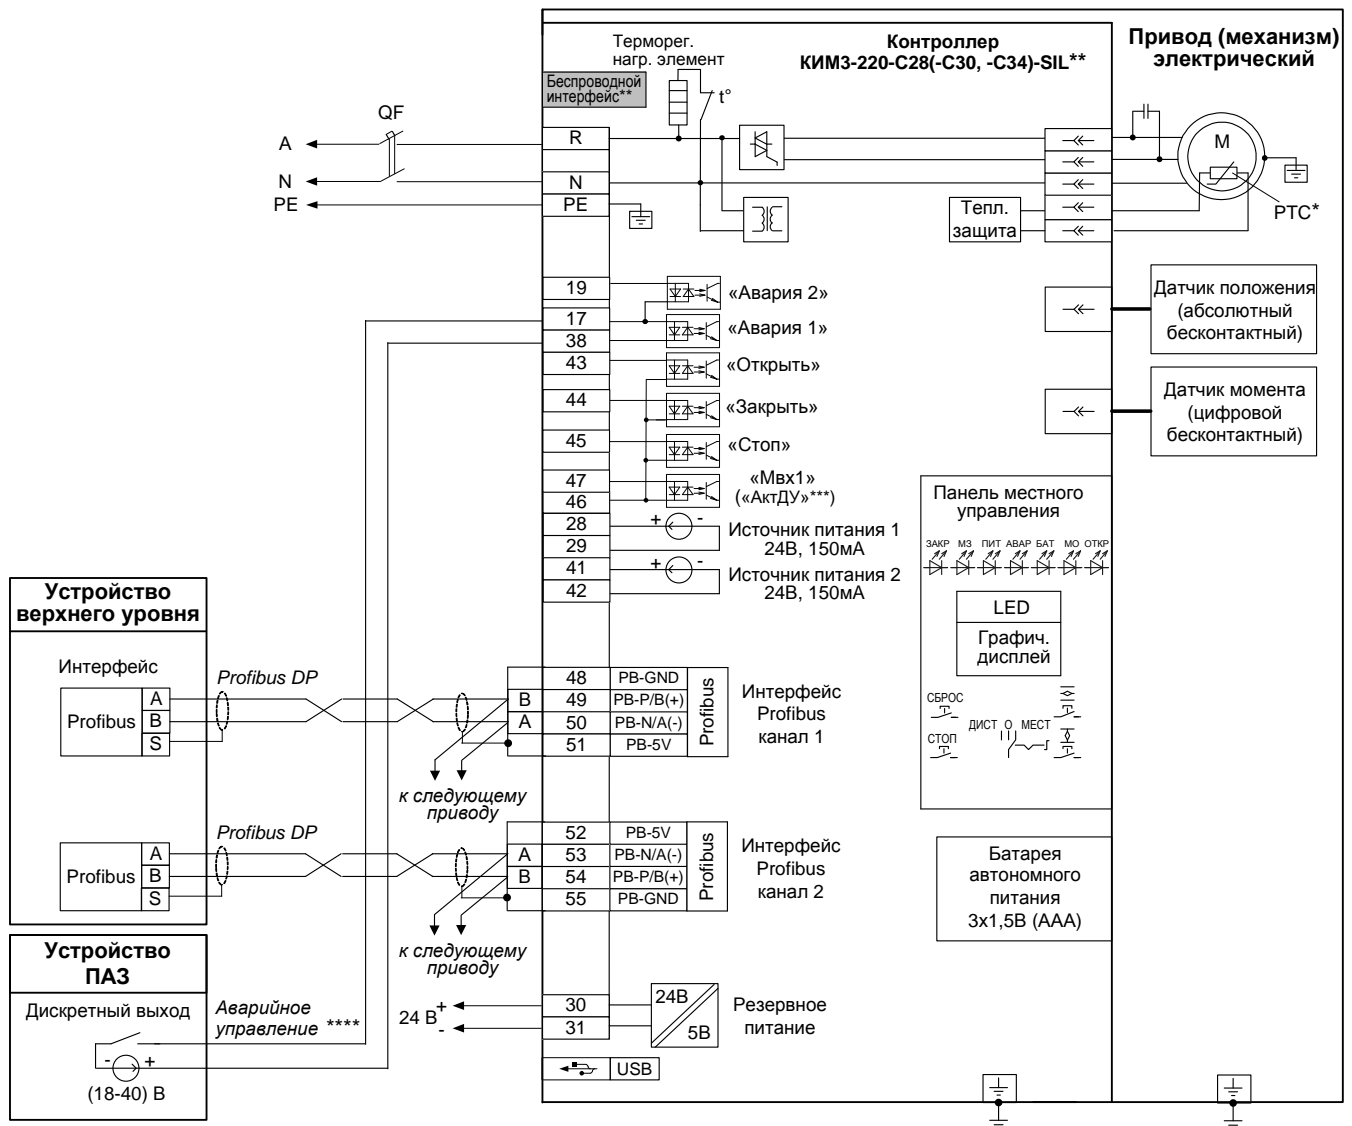 Терморег.
нагр. элемент
Контроллер
КИМ3-220-С28(-С30, -С34)-SIL**
Привод (механизм)
электрический
Беспроводной
интерфейс**
t°
QF
A
R
N
N
PE
PE
M
PTC*
Тепл.
защита
19
«Авария 2»
17
«Авария 1»
38
43
«Открыть»
44
«Закрыть»
45
«Стоп»
47
«Мвх1»
46
(«АктДУ»***)
28
+ -
Источник питания 1
29
24В, 150мА
41
+ -
Источник питания 2
42
24В, 150мА
Датчик положения
(абсолютный
бесконтактный)
Датчик момента
(цифровой
бесконтактный)
Панель местного
управления
ЗАКР МЗ ПИТ АВАР БАТ МО ОТКР
LED
Графич.
дисплей
СБРОС
СТОП
ДИСТ О МЕСТ
Батарея
автономного
питания
3х1,5В (ААА)
Устройство
верхнего уровня
Интерфейс
Profibus
A
B
S
Profibus DP
48 PB-GND
B 49 PB-P/B(+)
A 50 PB-N/A(-)
51 PB-5V
Profibus
Интерфейс
Profibus
канал 1
к следующему
приводу
Profibus
A
B
S
Profibus DP
52 PB-5V
A 53 PB-N/A(-)
B 54 PB-P/B(+)
55 PB-GND
Profibus
Интерфейс
Profibus
канал 2
к следующему
приводу
Устройство
ПАЗ
Дискретный выход
- +
(18-40) В
Аварийное
управление ****
24 В
+
-
30
31
24В
5В
Резервное
питание
USB